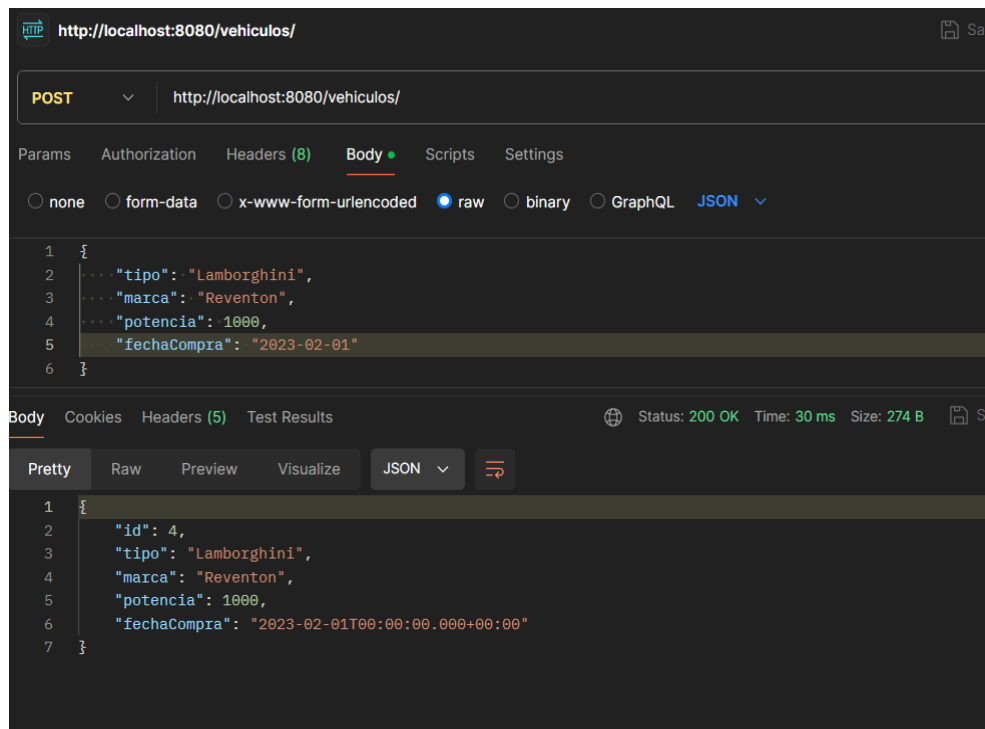 HTTP http://localhost:8080/vehiculos/ Sa
POST http://localhost:8080/vehiculos/
Params Authorization Headers (8) Body Scripts Settings
none form-data x-www-form-urlencoded raw binary GraphQL JSON
1 {
2 "tipo": "Lamborghini",
3 "marca": "Reventon",
4 "potencia": 1000,
5 "fechaCompra": "2023-02-01"
6 }
Body Cookies Headers (5) Test Results Status: 200 OK Time: 30 ms Size: 274 B S
Pretty Raw Preview Visualize JSON
1 {
2 "id": 4,
3 "tipo": "Lamborghini",
4 "marca": "Reventon",
5 "potencia": 1000,
6 "fechaCompra": "2023-02-01T00:00:00.000+00:00"
7 }